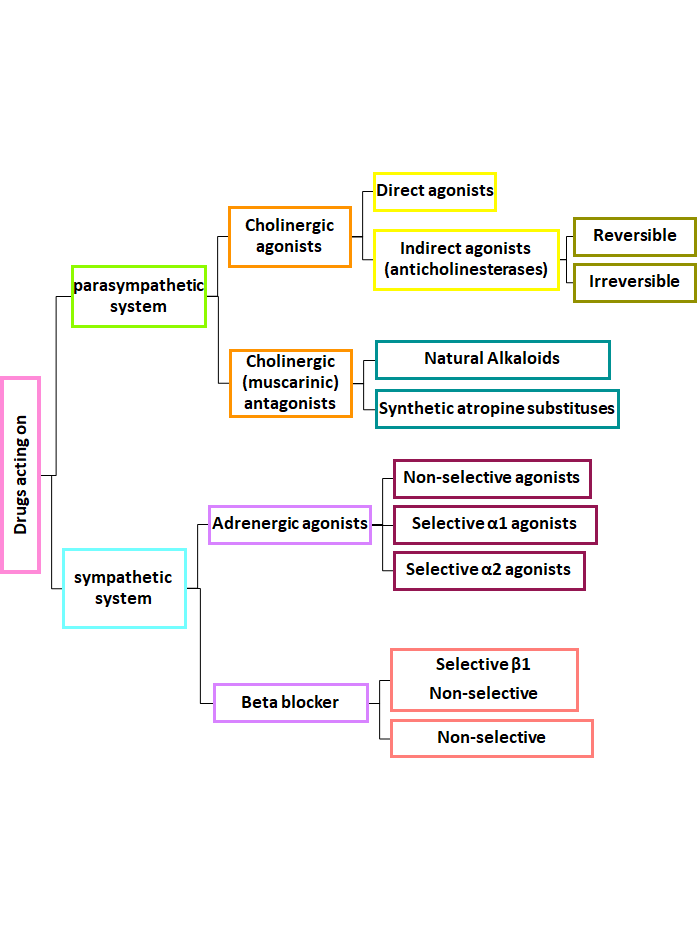 Drugs acting on
parasympathetic
system
Cholinergic
agonists
Direct agonists
Indirect agonists
(anticholinesterases)
Reversible
Irreversible
Cholinergic
(muscarinic)
antagonists
Natural Alkaloids
Synthetic atropine substituses
sympathetic
system
Adrenergic agonists
Non-selective agonists
Selective α1 agonists
Selective α2 agonists
Beta blocker
Selective β1
Non-selective
Non-selective